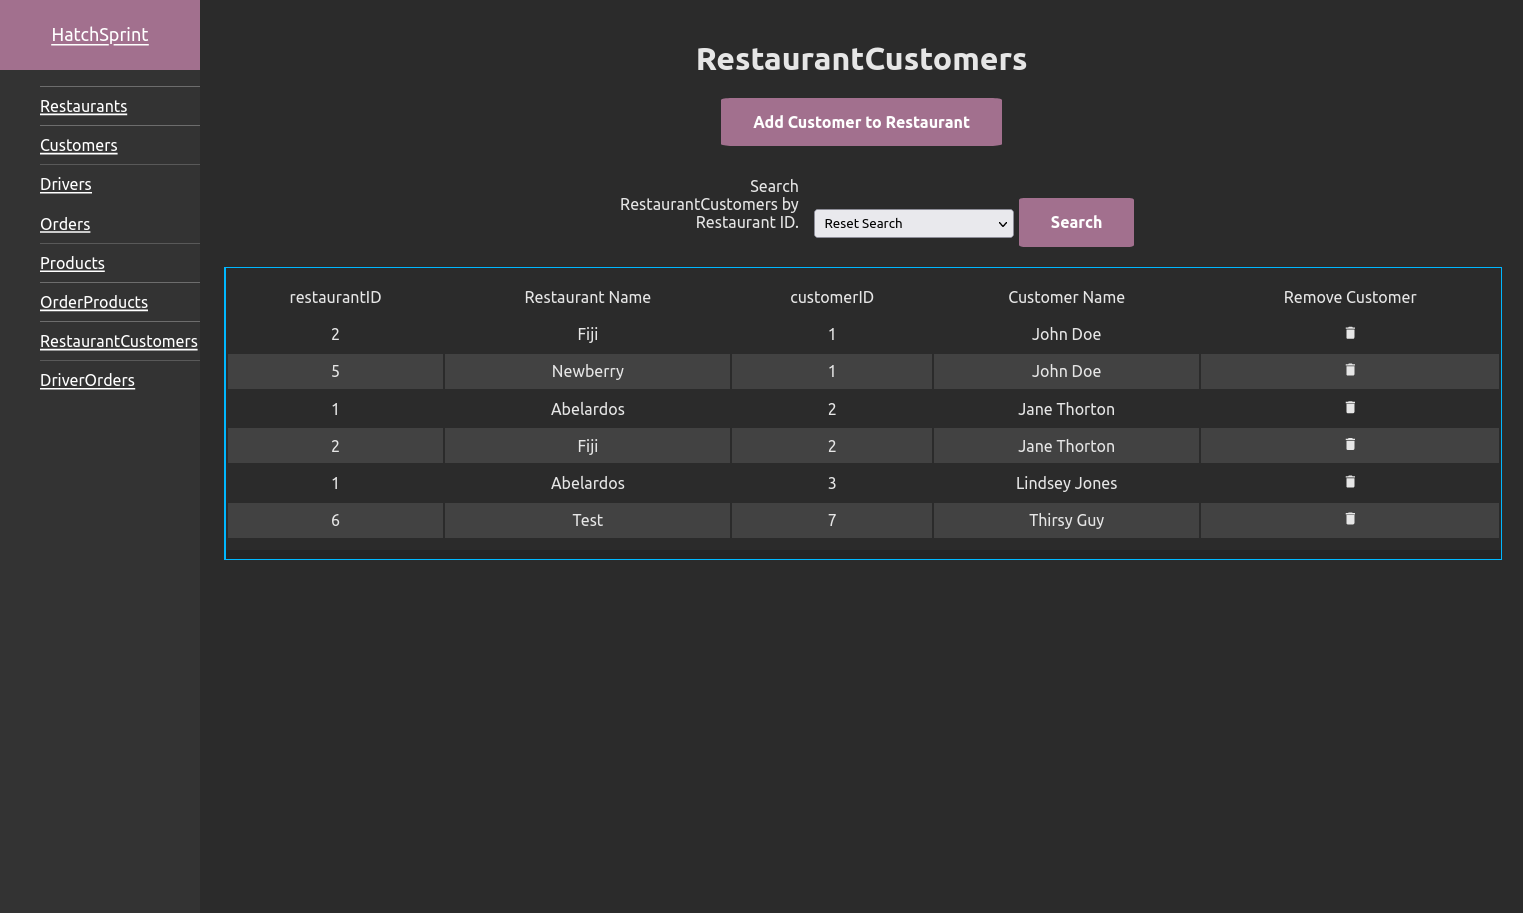 HatchSprint
Restaurants
Customers
Drivers
Orders
Products
OrderProducts
RestaurantCustomers
DriverOrders
RestaurantCustomers
Add Customer to Restaurant
Search
RestaurantCustomers by
Restaurant ID.
Reset Search
Search
restaurantID Restaurant Name customerID Customer Name Remove Customer
2 Fiji 1 John Doe
5 Newberry 1 John Doe
1 Abelardos 2 Jane Thorton
2 Fiji 2 Jane Thorton
1 Abelardos 3 Lindsey Jones
6 Test 7 Thirsy Guy